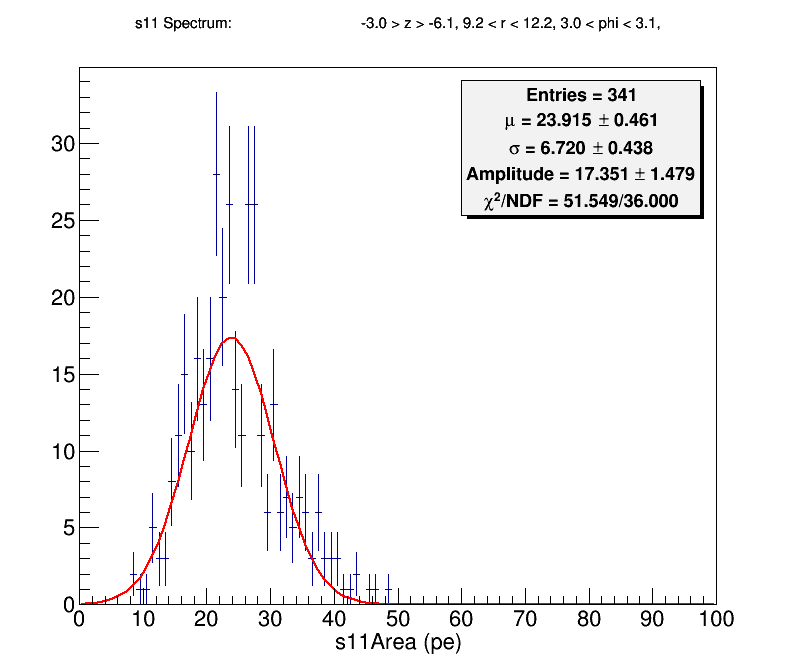 s11 Spectrum: -3.0 > z > -6.1, 9.2 < r < 12.2, 3.0 < phi < 3.1,
Entries = 341
μ = 23.915 ± 0.461
σ = 6.720 ± 0.438
Amplitude = 17.351 ± 1.479
χ²/NDF = 51.549/36.000
30
25
20
15
10
5
0
0 10 20 30 40 50 60 70 80 90 100
s11Area (pe)